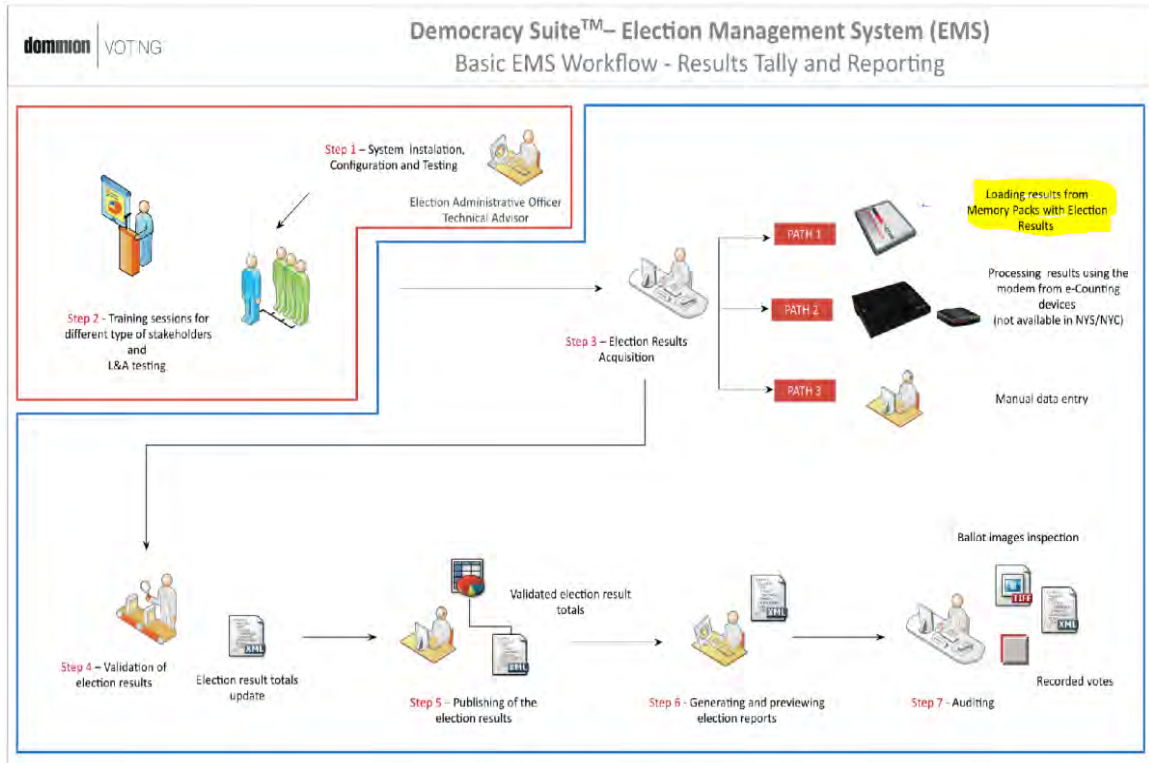 dominion | VOTING
Democracy Suite™– Election Management System (EMS)
Basic EMS Workflow - Results Tally and Reporting
Step 1 – System Instalation,
Configuration and Testing
Election Administrative Officer
Technical Advisor
Step 2 - Training sessions for
different type of stakeholders
and
L&A testing
Step 3 – Election Results
Acquisition
PATH 1
Loading results from
Memory Packs with Election
Results
PATH 2
Processing results using the
modem from e-Counting
devices
(not available in NYS/NYC)
PATH 3
Manual data entry
Step 4 – Validation of
election results
XML
Election result totals
update
Step 5 – Publishing of the
election results
XML
Validated election result
totals
Step 6 - Generating and previewing
election reports
XML
Ballot images inspection
TIFF
XML
Recorded votes
Step 7 - Auditing